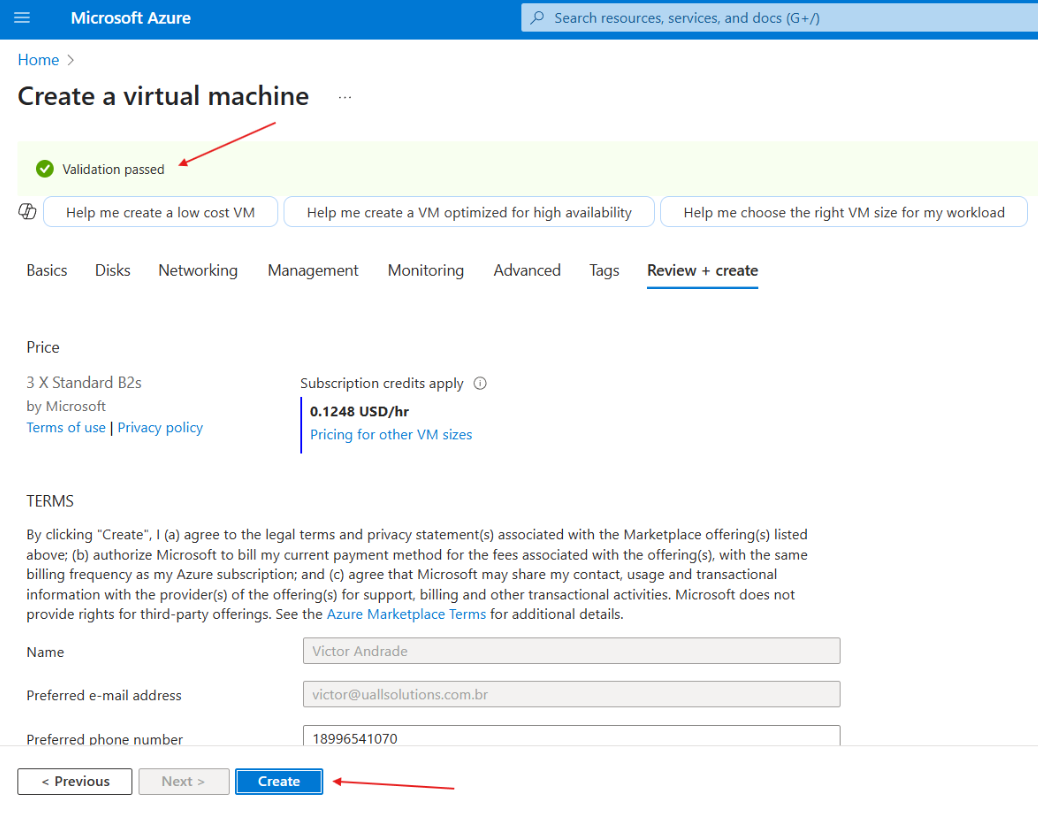 Microsoft Azure
Search resources, services, and docs (G+/)
Home
Create a virtual machine ...
Validation passed
Help me create a low cost VM Help me create a VM optimized for high availability Help me choose the right VM size for my workload
Basics Disks Networking Management Monitoring Advanced Tags Review + create
Price
3 X Standard B2s
by Microsoft
Terms of use | Privacy policy
Subscription credits apply
0.1248 USD/hr
Pricing for other VM sizes
TERMS
By clicking "Create", I (a) agree to the legal terms and privacy statement(s) associated with the Marketplace offering(s) listed
above; (b) authorize Microsoft to bill my current payment method for the fees associated with the offering(s), with the same
billing frequency as my Azure subscription; and (c) agree that Microsoft may share my contact, usage and transactional
information with the provider(s) of the offering(s) for support, billing and other transactional activities. Microsoft does not
provide rights for third-party offerings. See the Azure Marketplace Terms for additional details.
Name Victor Andrade
Preferred e-mail address victor@uallsolutions.com.br
Preferred phone number 18996541070
< Previous Next > Create